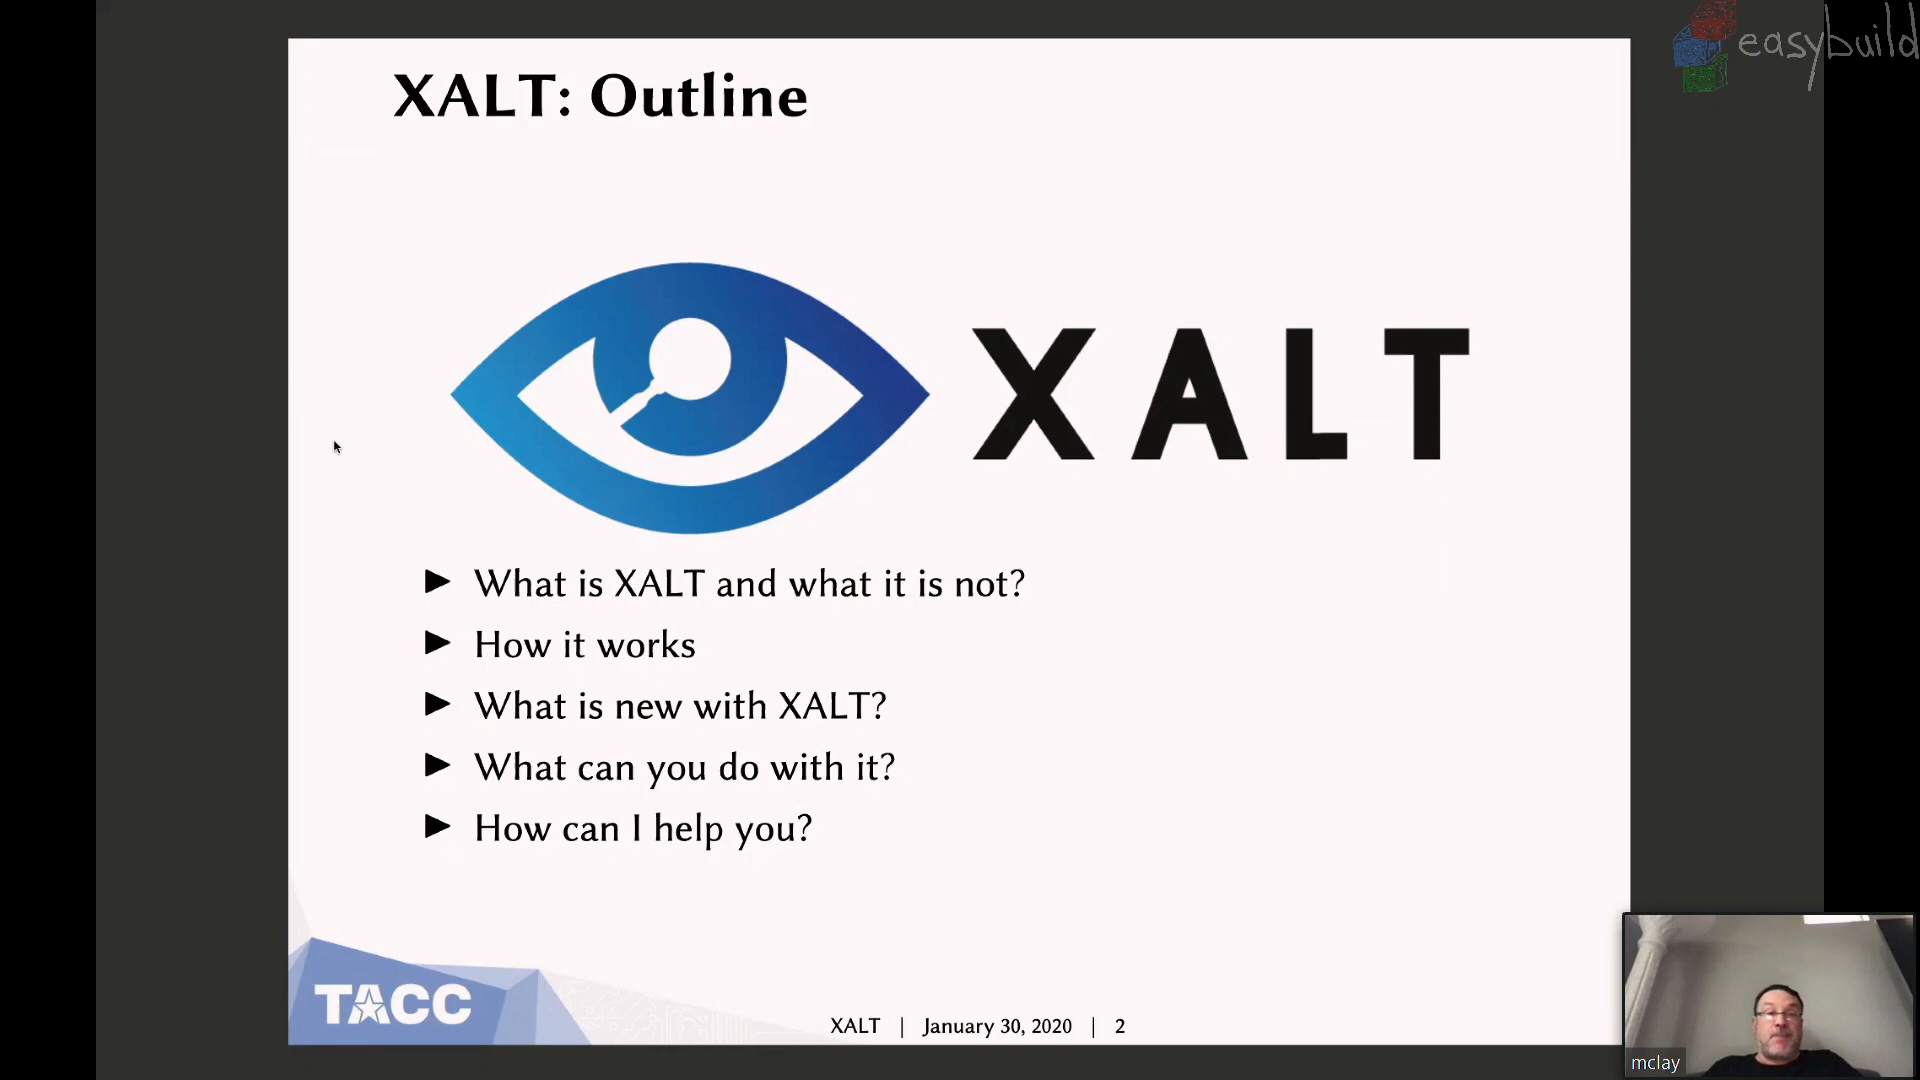 easybuild
XALT: Outline
XALT
What is XALT and what it is not?
How it works
What is new with XALT?
What can you do with it?
How can I help you?
TACC
XALT | January 30, 2020 | 2
mclay